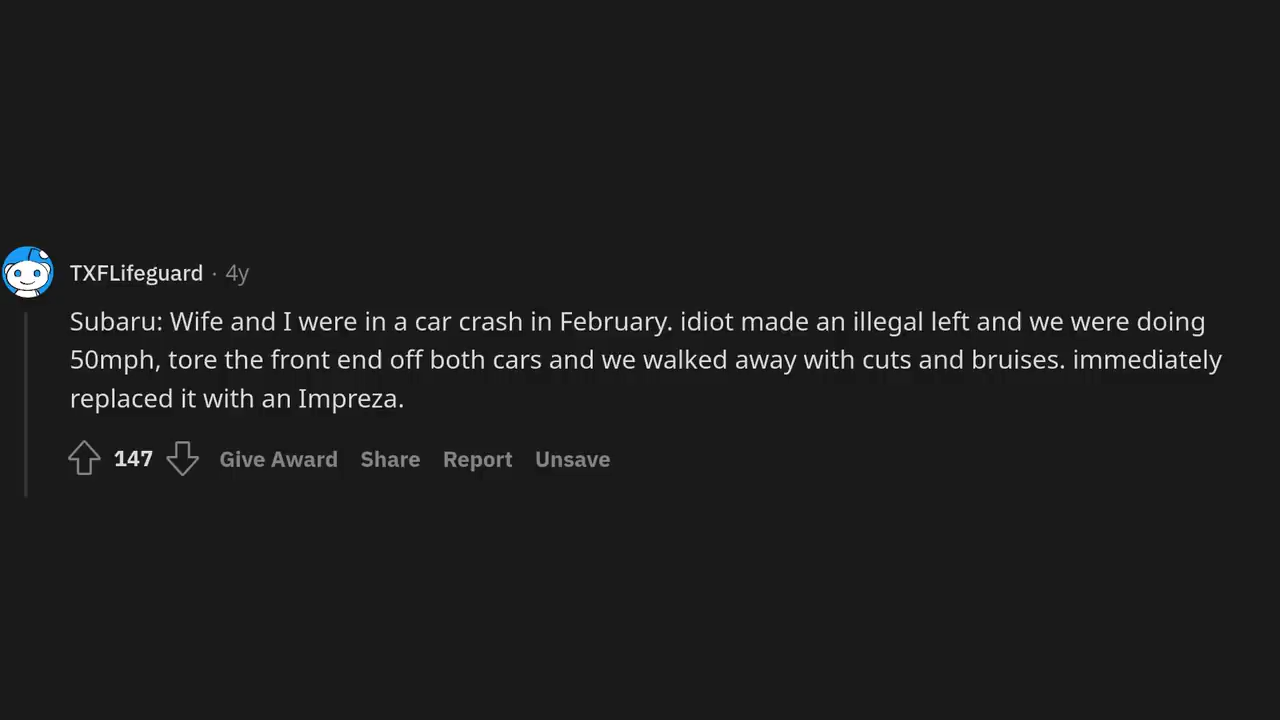 TXFLifeguard · 4y
Subaru: Wife and I were in a car crash in February. idiot made an illegal left and we were doing
50mph, tore the front end off both cars and we walked away with cuts and bruises. immediately
replaced it with an Impreza.
147 Give Award Share Report Unsave